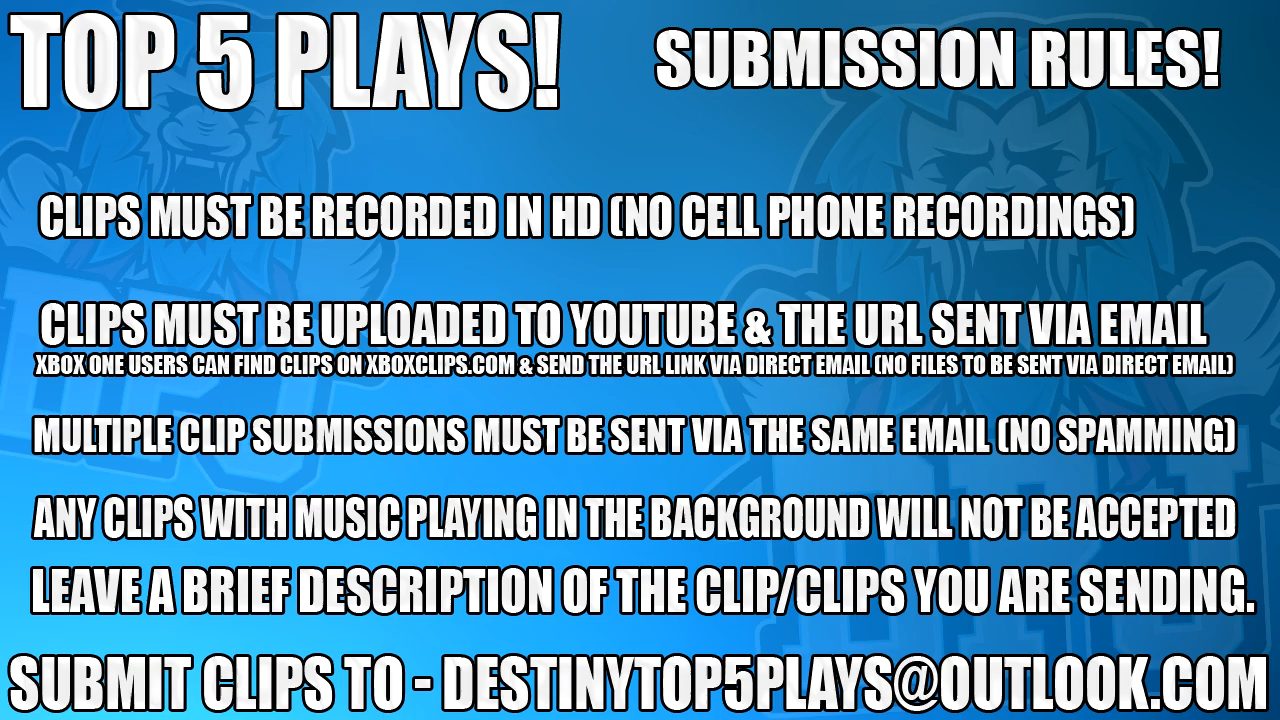 TOP 5 PLAYS!
SUBMISSION RULES!
CLIPS MUST BE RECORDED IN HD (NO CELL PHONE RECORDINGS)
CLIPS MUST BE UPLOADED TO YOUTUBE & THE URL SENT VIA EMAIL
XBOX ONE USERS CAN FIND CLIPS ON XBOXCLIPS.COM & SEND THE URL LINK VIA DIRECT EMAIL (NO FILES TO BE SENT VIA DIRECT EMAIL)
MULTIPLE CLIP SUBMISSIONS MUST BE SENT VIA THE SAME EMAIL (NO SPAMMING)
ANY CLIPS WITH MUSIC PLAYING IN THE BACKGROUND WILL NOT BE ACCEPTED
LEAVE A BRIEF DESCRIPTION OF THE CLIP/CLIPS YOU ARE SENDING.
SUBMIT CLIPS TO - DESTINYTOP5PLAYS@OUTLOOK.COM